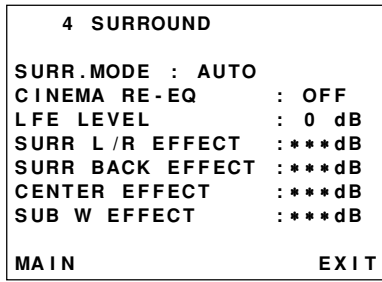 4 SURROUND
SURR.MODE : AUTO
CINEMA RE-EQ : OFF
LFE LEVEL : 0 dB
SURR L/R EFFECT :***dB
SURR BACK EFFECT :***dB
CENTER EFFECT :***dB
SUB W EFFECT :***dB
MAIN EXIT